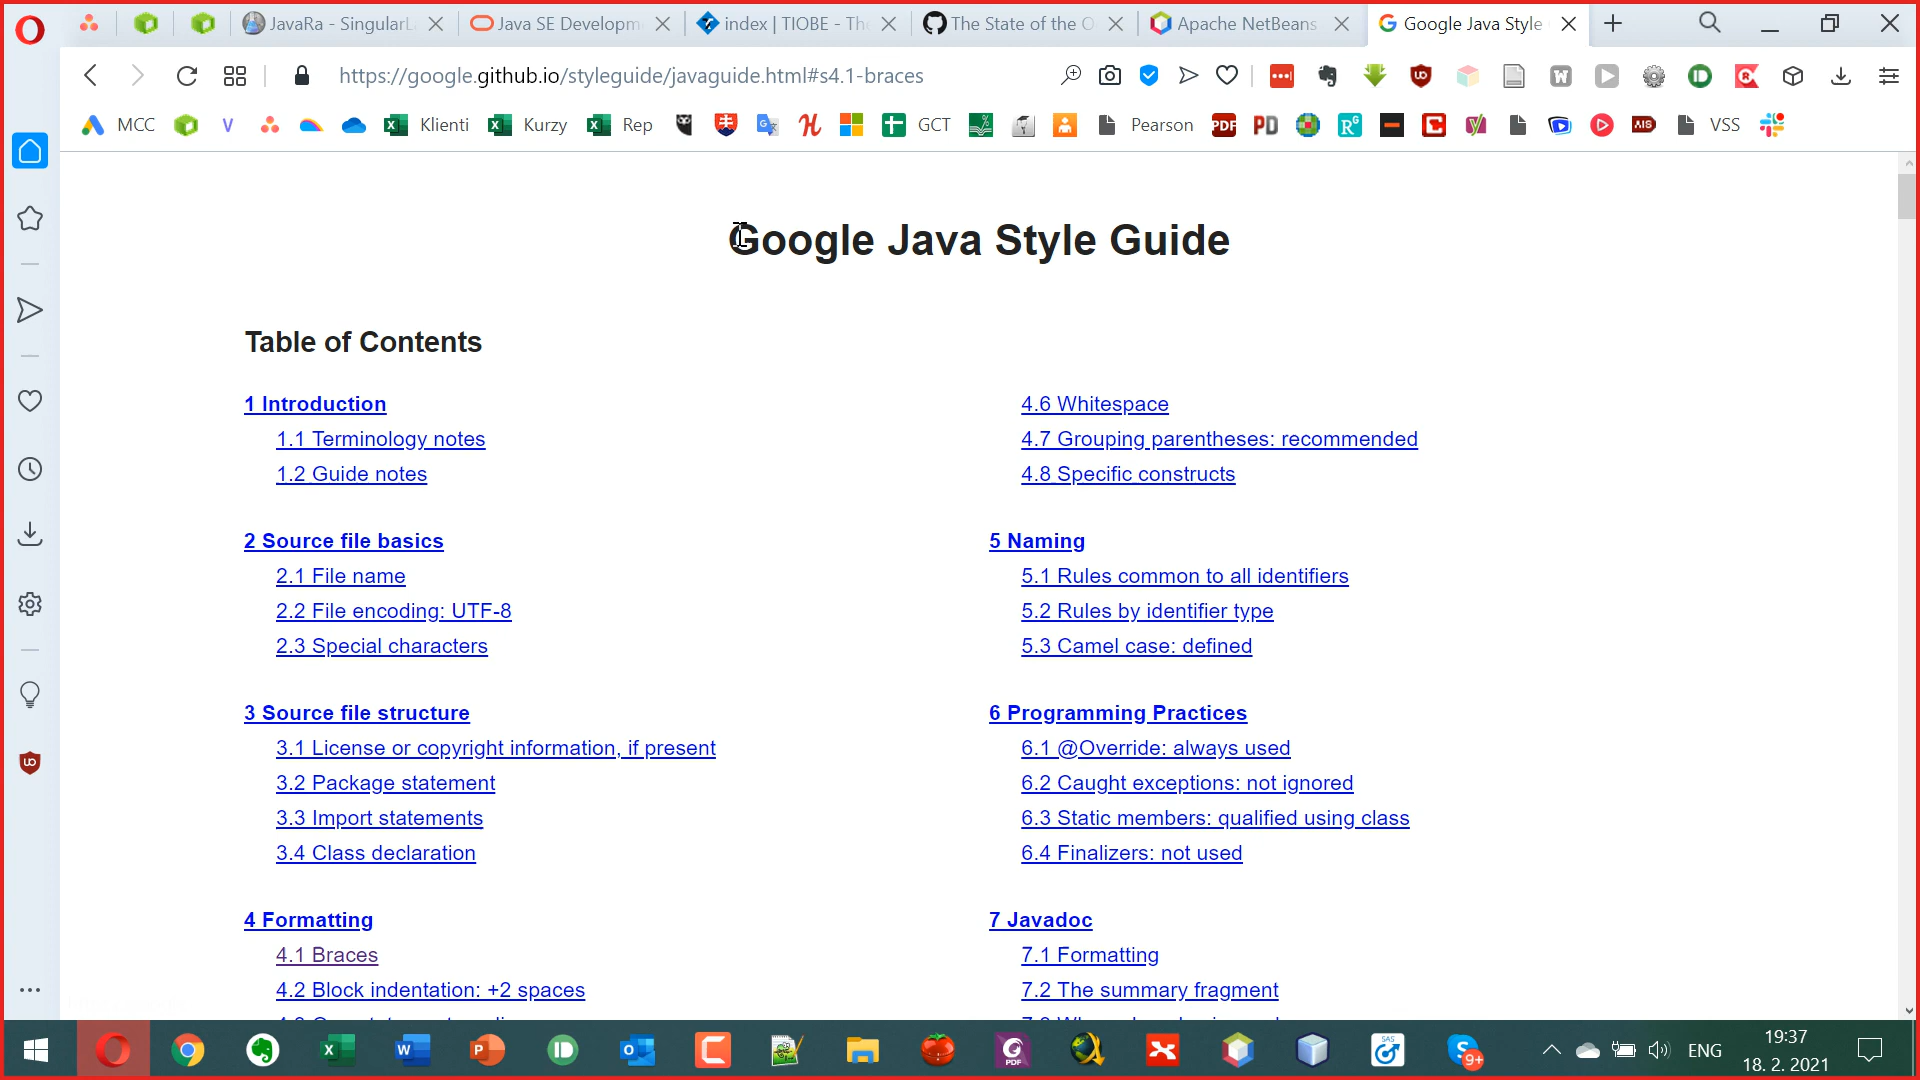 JavaRa - SingularL
Java SE Developm
index | TIOBE - The
The State of the O
Apache NetBeans
Google Java Style
https://google.github.io/styleguide/javaguide.html#s4.1-braces
MCC
Klienti
Kurzy
Rep
GCT
Pearson
VSS
Google Java Style Guide
Table of Contents
1 Introduction
1.1 Terminology notes
1.2 Guide notes
2 Source file basics
2.1 File name
2.2 File encoding: UTF-8
2.3 Special characters
3 Source file structure
3.1 License or copyright information, if present
3.2 Package statement
3.3 Import statements
3.4 Class declaration
4 Formatting
4.1 Braces
4.2 Block indentation: +2 spaces
4.6 Whitespace
4.7 Grouping parentheses: recommended
4.8 Specific constructs
5 Naming
5.1 Rules common to all identifiers
5.2 Rules by identifier type
5.3 Camel case: defined
6 Programming Practices
6.1 @Override: always used
6.2 Caught exceptions: not ignored
6.3 Static members: qualified using class
6.4 Finalizers: not used
7 Javadoc
7.1 Formatting
7.2 The summary fragment
ENG
19:37
18. 2. 2021